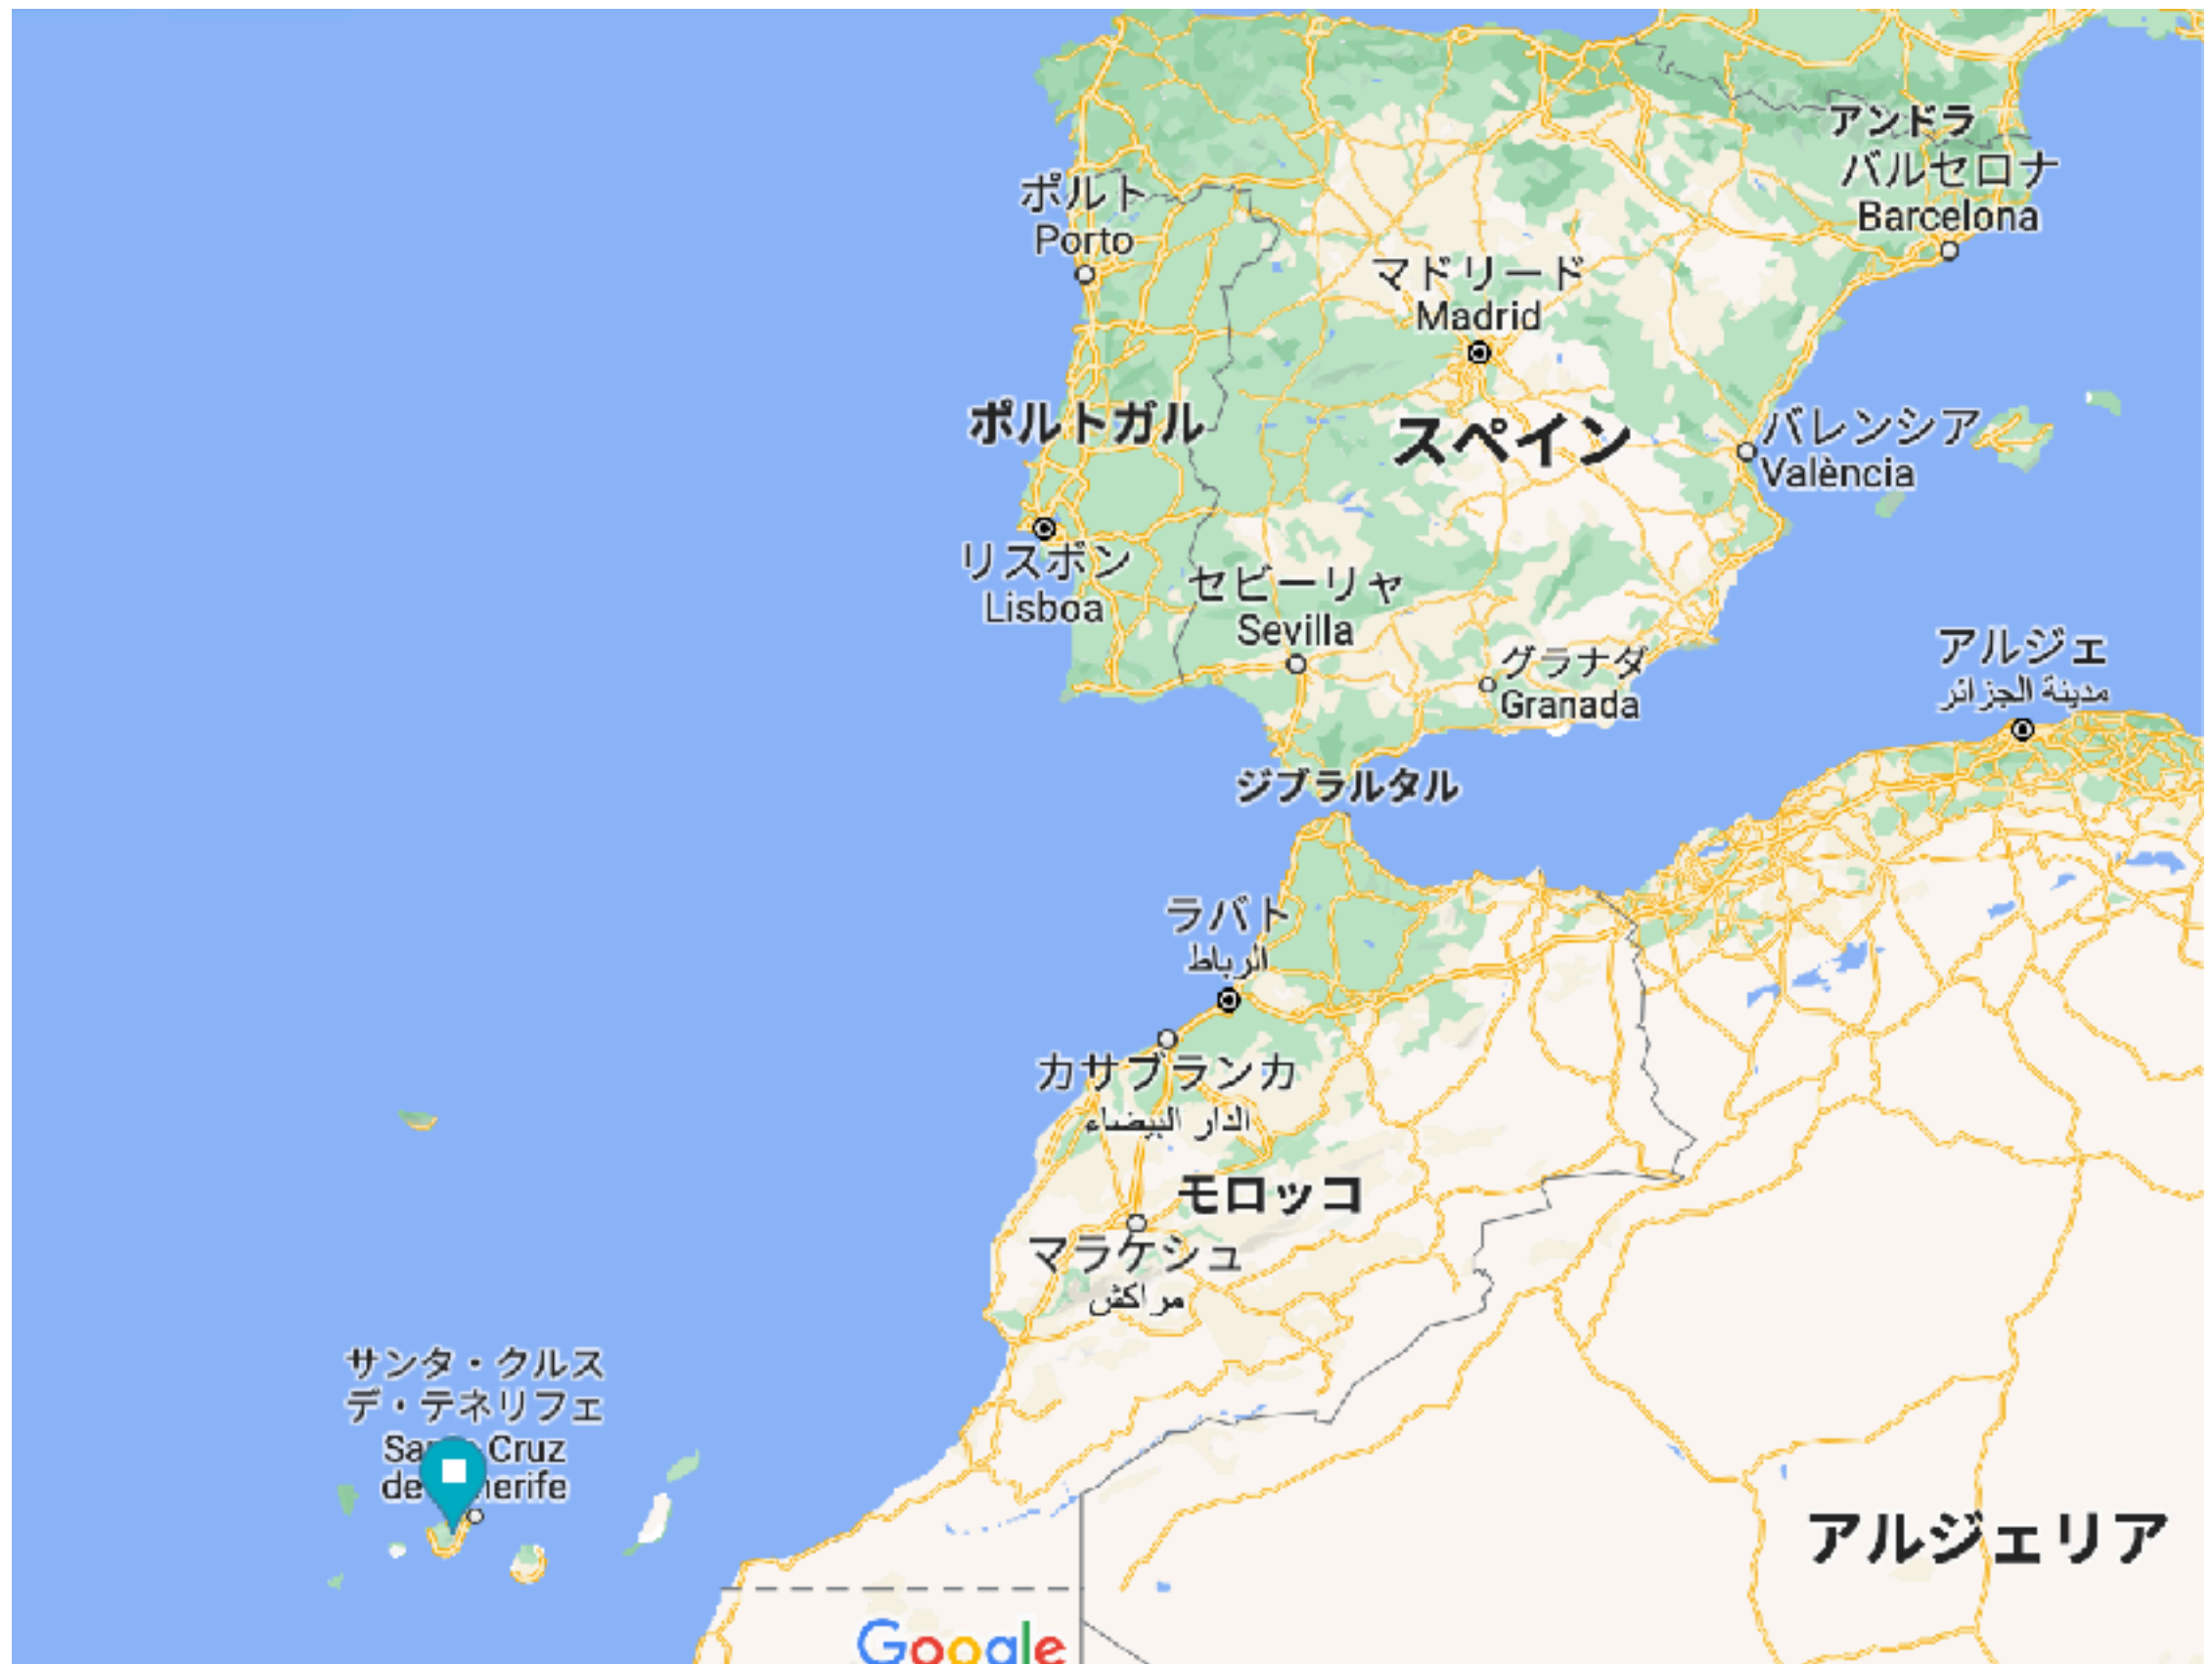 アンドラ
バルセロナ
Barcelona
ポルト
Porto
マドリード
Madrid
ポルトガル
スペイン
バレンシア
València
リスボン
Lisboa
セビーリャ
Sevilla
グラナダ
Granada
アルジェ
مدينة الجزائر
ジブラルタル
ラバト
الرباط
カサブランカ
الدار البيضاء
モロッコ
マラケシュ
مراكش
サンタ・クルス
デ・テネリフェ
Cruz
de
アルジェリア
Google